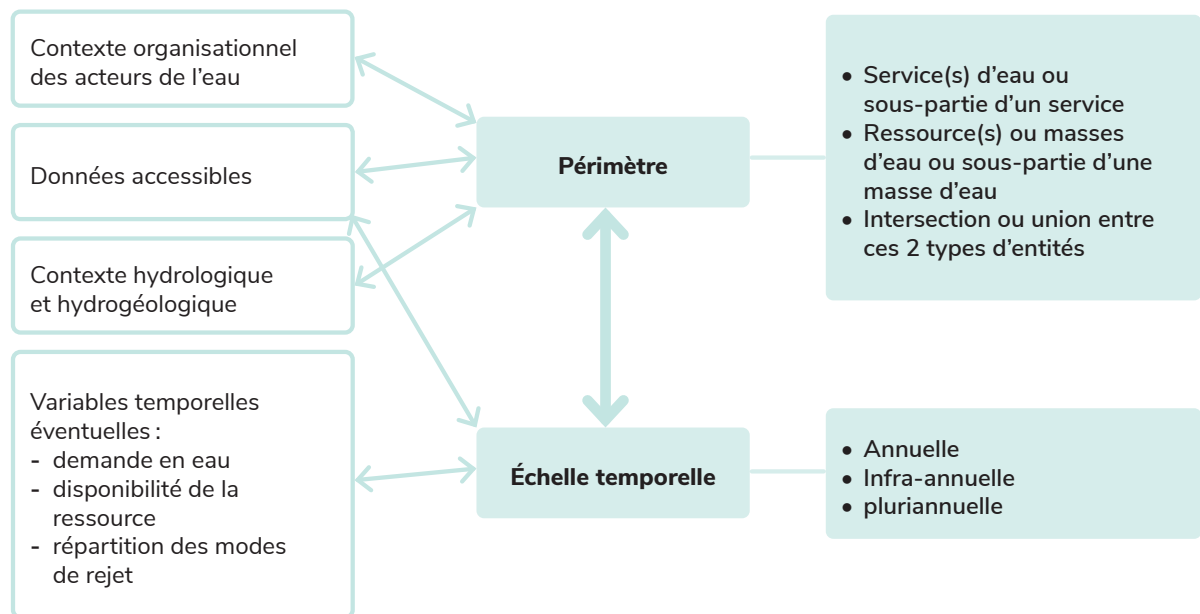 Contexte organisationnel
des acteurs de l'eau
Données accessibles
Contexte hydrologique
et hydrogéologique
Variables temporelles
éventuelles :
- demande en eau
- disponibilité de la
ressource
- répartition des modes
de rejet
Périmètre
Échelle temporelle
• Service(s) d'eau ou
sous-partie d'un service
• Ressource(s) ou masses
d'eau ou sous-partie d'une
masse d'eau
• Intersection ou union entre
ces 2 types d'entités
• Annuelle
• Infra-annuelle
• pluriannuelle